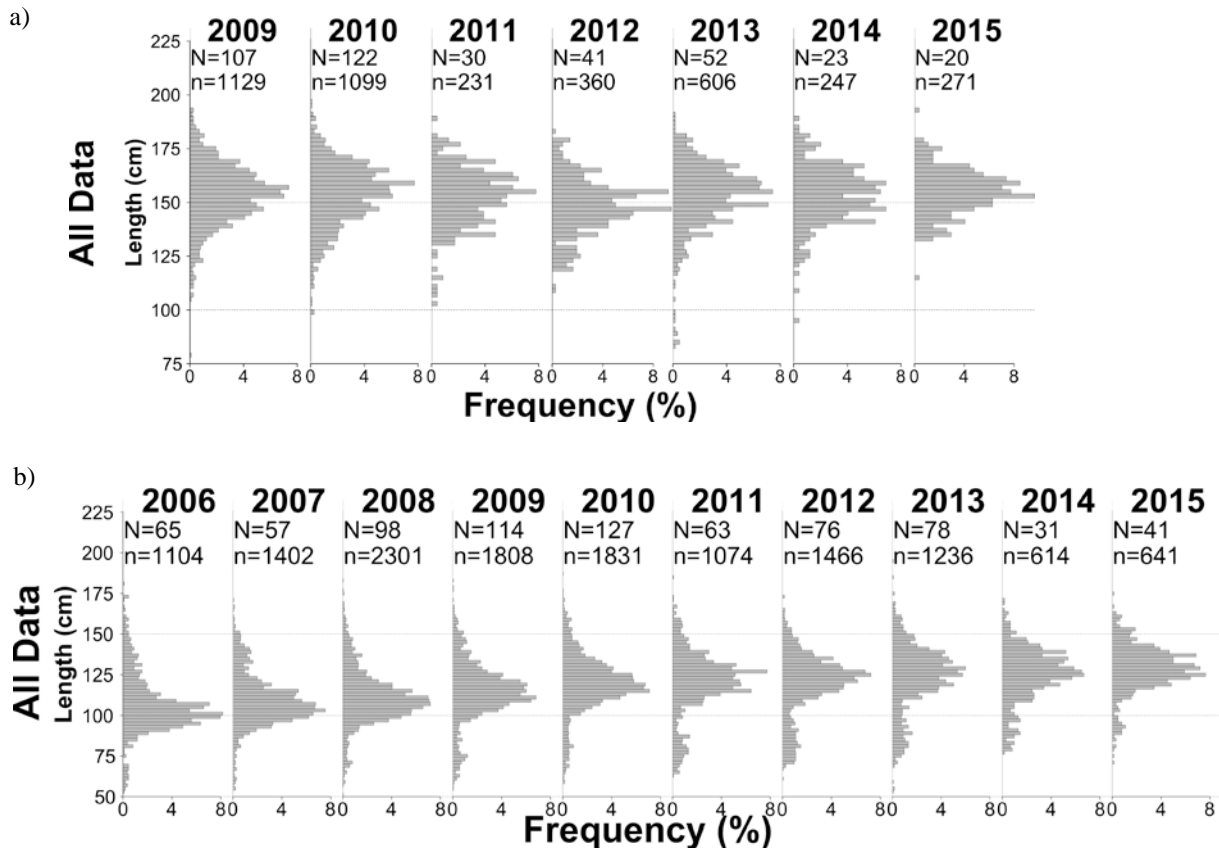 a)
2009 2010 2011 2012 2013 2014 2015
N=107 N=122 N=30 N=41 N=52 N=23 N=20
n=1129 n=1099 n=231 n=360 n=606 n=247 n=271
225
200
175
150
125
100
75
All Data
Length (cm)
0 4 8 0 4 8 0 4 8 0 4 8 0 4 8 0 4 8 0 4 8
Frequency (%)
b)
2006 2007 2008 2009 2010 2011 2012 2013 2014 2015
N=65 N=57 N=98 N=114 N=127 N=63 N=76 N=78 N=31 N=41
n=1104 n=1402 n=2301 n=1808 n=1831 n=1074 n=1466 n=1236 n=614 n=641
225
200
175
150
125
100
75
50
All Data
Length (cm)
0 4 8 0 4 8 0 4 8 0 4 8 0 4 8 0 4 8 0 4 8 0 4 8 0 4 8 0 4 8
Frequency (%)